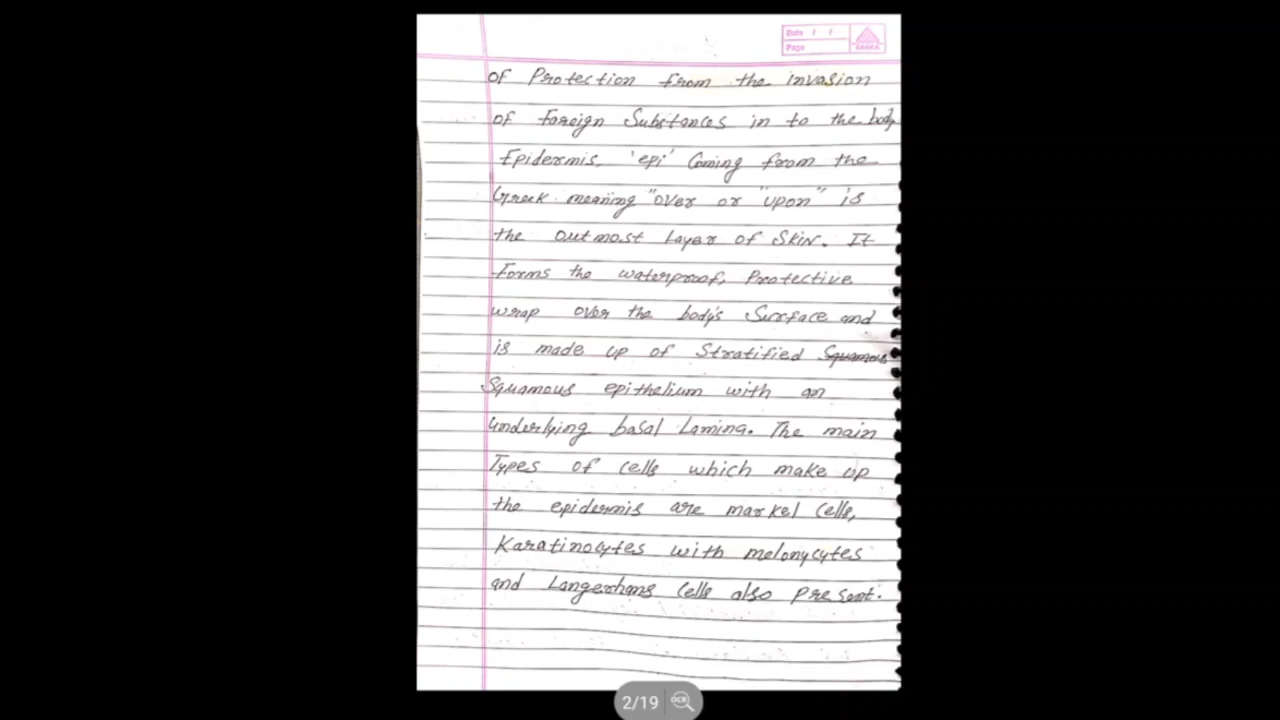 Date / /
Page
of Protection from the invasion
of Foreign Substances in to the body
Epidermis, 'epi' Coming from the
Greek meaning "over or "upon" is
the outmost Layer of Skin. It
Forms the waterproof, Protective
wrap over the body's Surface and
is made up of Stratified Squamous
Squamous epithelium with an
underlying basal Lamina. The main
Types of cells which make up
the epidermis are markel Cells,
Karatinocytes with melonycytes
and Langerhans Cells also Present.
2/19
OCR